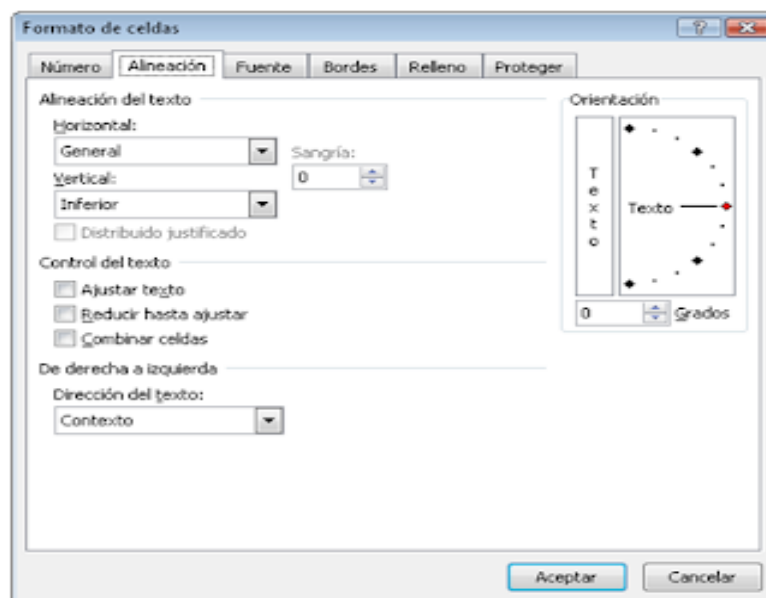 Formato de celdas
Número Alineación Fuente Bordes Relleno Proteger
Alineación del texto
Horizontal:
General
Sangría:
Vertical:
0
Inferior
Distribuido justificado
Control del texto
Ajustar texto
Reducir hasta ajustar
Combinar celdas
De derecha a izquierda
Dirección del texto:
Contexto
Orientación
Texto
Texto
0 Grados
Aceptar Cancelar